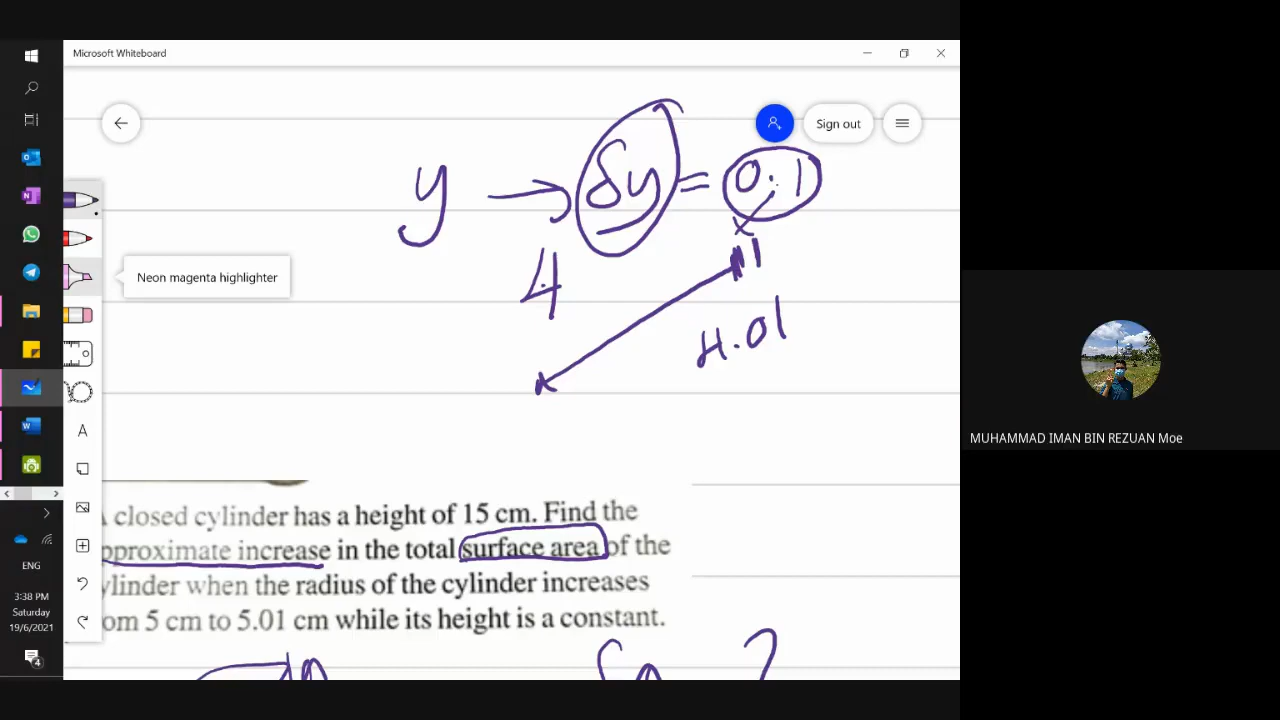 Microsoft Whiteboard
Sign out
y → δy = 0.1
4
4.01
Neon magenta highlighter
A
closed cylinder has a height of 15 cm. Find the
pproximate increase in the total surface area of the
ylinder when the radius of the cylinder increases
om 5 cm to 5.01 cm while its height is a constant.
?
ENG
3:38 PM
Saturday
19/6/2021
4
MUHAMMAD IMAN BIN REZUAN Moe